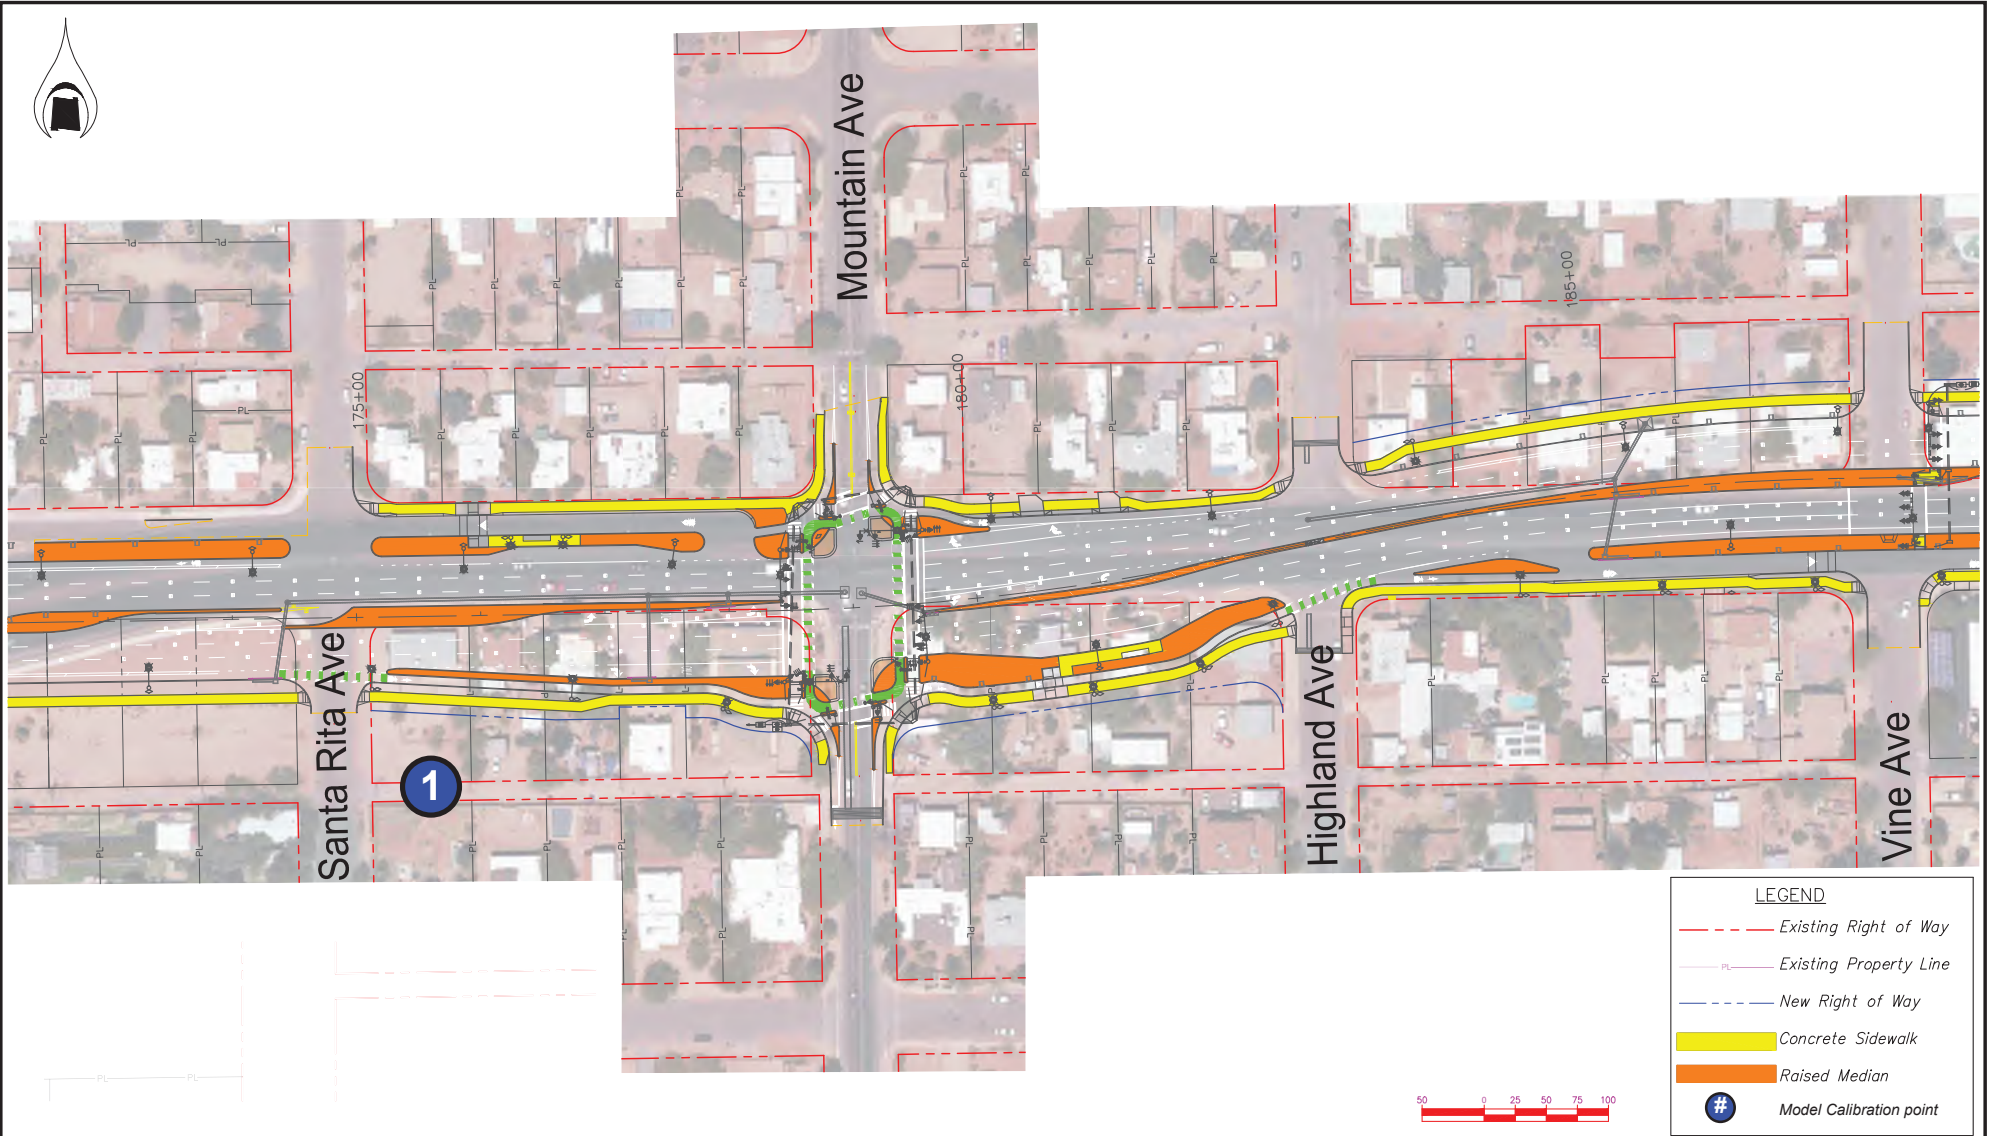 Mountain Ave
185+00
180+00
175+00
PL
Santa Rita Ave
1
Highland Ave
Vine Ave
LEGEND
Existing Right of Way
PL Existing Property Line
New Right of Way
Concrete Sidewalk
Raised Median
# Model Calibration point
50 0 25 50 75 100